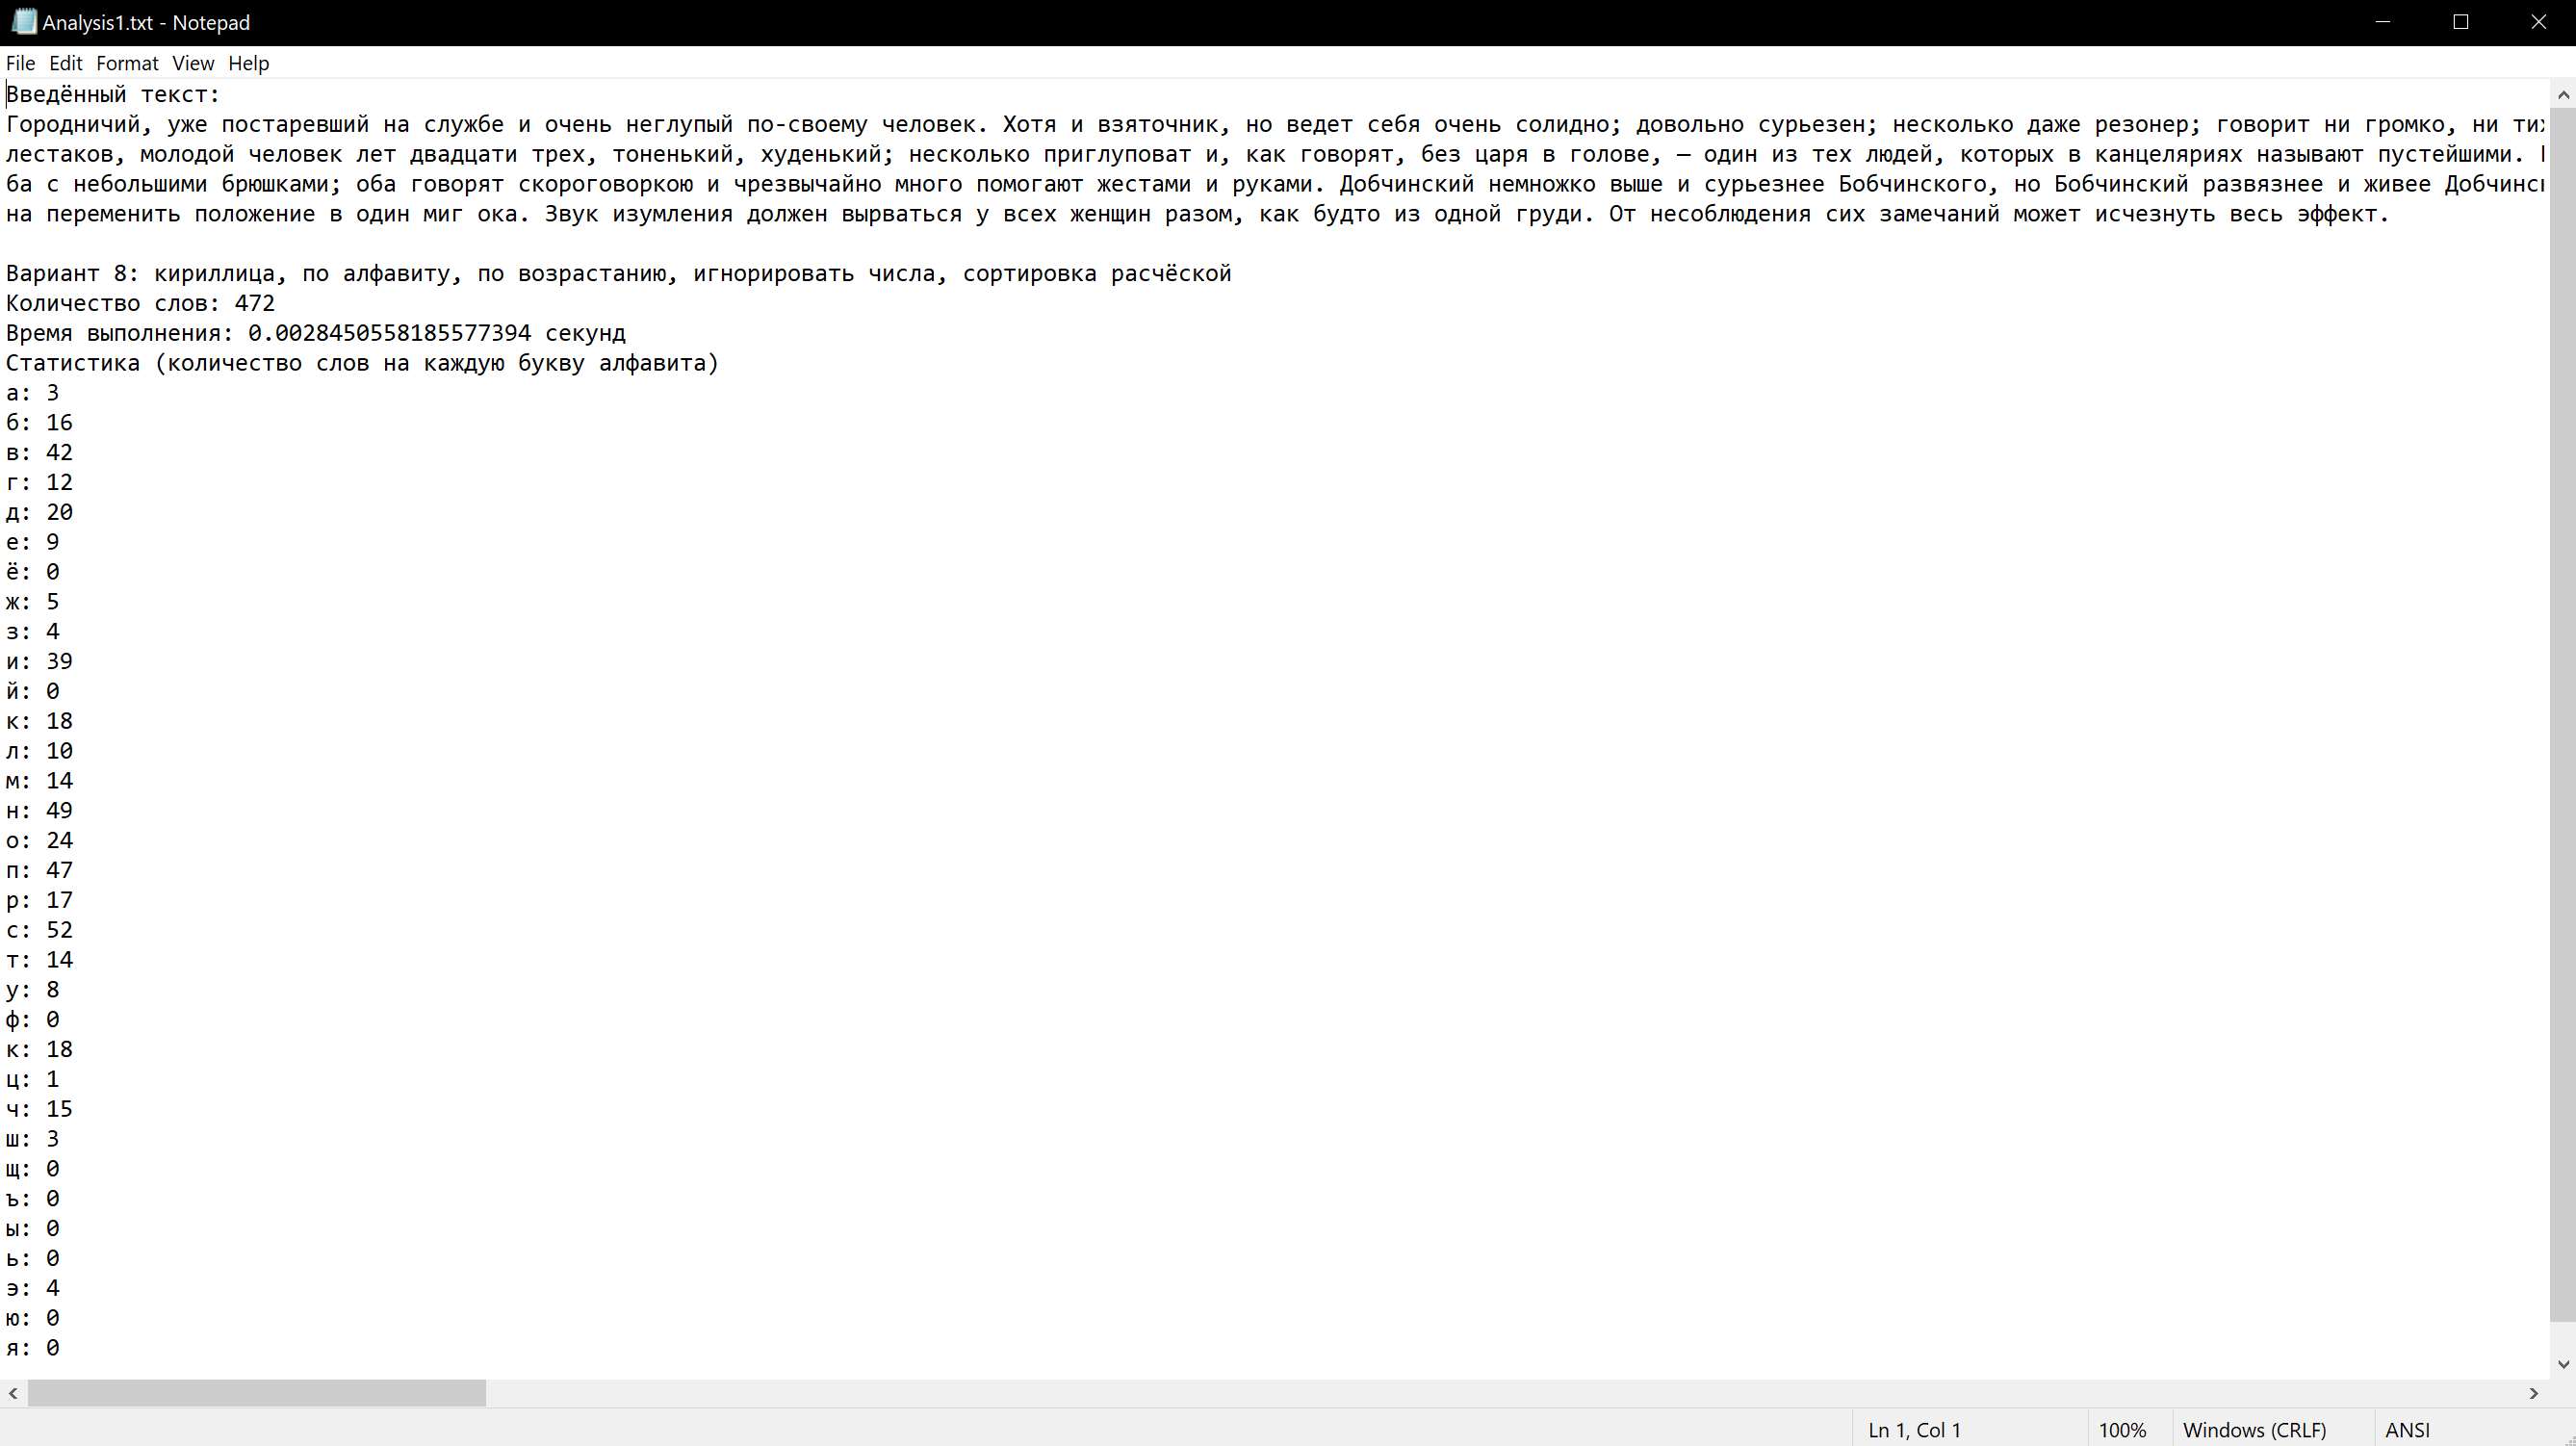 Analysis1.txt - Notepad
File Edit Format View Help
Введённый текст:
Городничий, уже постаревший на службе и очень неглупый по-своему человек. Хотя и взяточник, но ведет себя очень солидно; довольно сурьезен; несколько даже резонер; говорит ни громко, ни
лестаков, молодой человек лет двадцати трех, тоненький, худенький; несколько приглуповат и, как говорят, без царя в голове, — один из тех людей, которых в канцеляриях называют пустейшими.
ба с небольшими брюшками; оба говорят скороговоркою и чрезвычайно много помогают жестами и руками. Добчинский немножко выше и сурьезнее Бобчинского, но Бобчинский развязнее и живее
на переменить положение в один миг ока. Звук изумления должен вырваться у всех женщин разом, как будто из одной груди. От несоблюдения сих замечаний может исчезнуть весь эффект.
Вариант 8: кириллица, по алфавиту, по возрастанию, игнорировать числа, сортировка расчёской
Количество слов: 472
Время выполнения: 0.0028450558185577394 секунд
Статистика (количество слов на каждую букву алфавита)
а: 3
б: 16
в: 42
г: 12
д: 20
е: 9
ё: 0
ж: 5
з: 4
и: 39
й: 0
к: 18
л: 10
м: 14
н: 49
о: 24
п: 47
р: 17
с: 52
т: 14
у: 8
ф: 0
к: 18
ц: 1
ч: 15
ш: 3
щ: 0
ъ: 0
ы: 0
ь: 0
э: 4
ю: 0
я: 0
Ln 1, Col 1 100% Windows (CRLF) ANSI